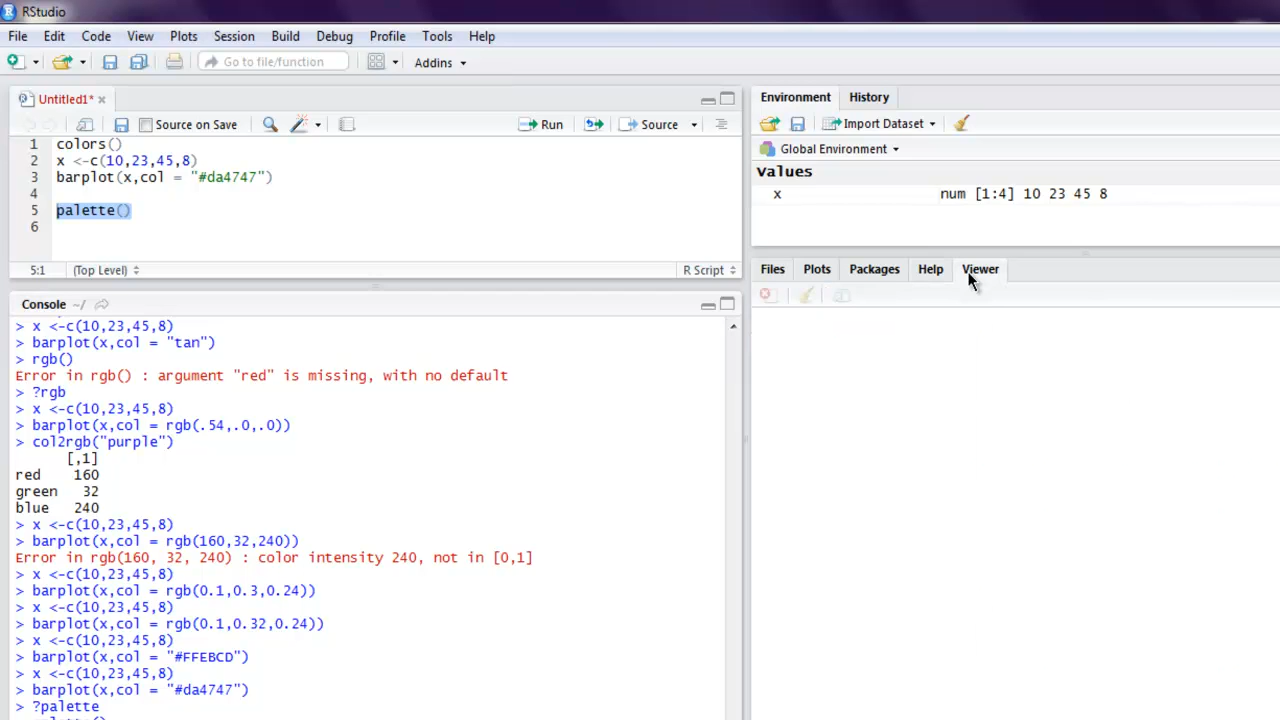 RStudio
File Edit Code View Plots Session Build Debug Profile Tools Help
Go to file/function Addins
Untitled1*
Source on Save Run Source
1 colors()
2 x <-c(10,23,45,8)
3 barplot(x,col = "#da4747")
4
5 palette()
6
5:1 (Top Level) R Script
Console ~/
> x <-c(10,23,45,8)
> barplot(x,col = "tan")
> rgb()
Error in rgb() : argument "red" is missing, with no default
> ?rgb
> x <-c(10,23,45,8)
> barplot(x,col = rgb(.54,.0,.0))
> col2rgb("purple")
[,1]
red 160
green 32
blue 240
> x <-c(10,23,45,8)
> barplot(x,col = rgb(160,32,240))
Error in rgb(160, 32, 240) : color intensity 240, not in [0,1]
> x <-c(10,23,45,8)
> barplot(x,col = rgb(0.1,0.3,0.24))
> x <-c(10,23,45,8)
> barplot(x,col = rgb(0.1,0.32,0.24))
> x <-c(10,23,45,8)
> barplot(x,col = "#FFEBCD")
> x <-c(10,23,45,8)
> barplot(x,col = "#da4747")
> ?palette
Environment History
Import Dataset
Global Environment
Values
x num [1:4] 10 23 45 8
Files Plots Packages Help Viewer